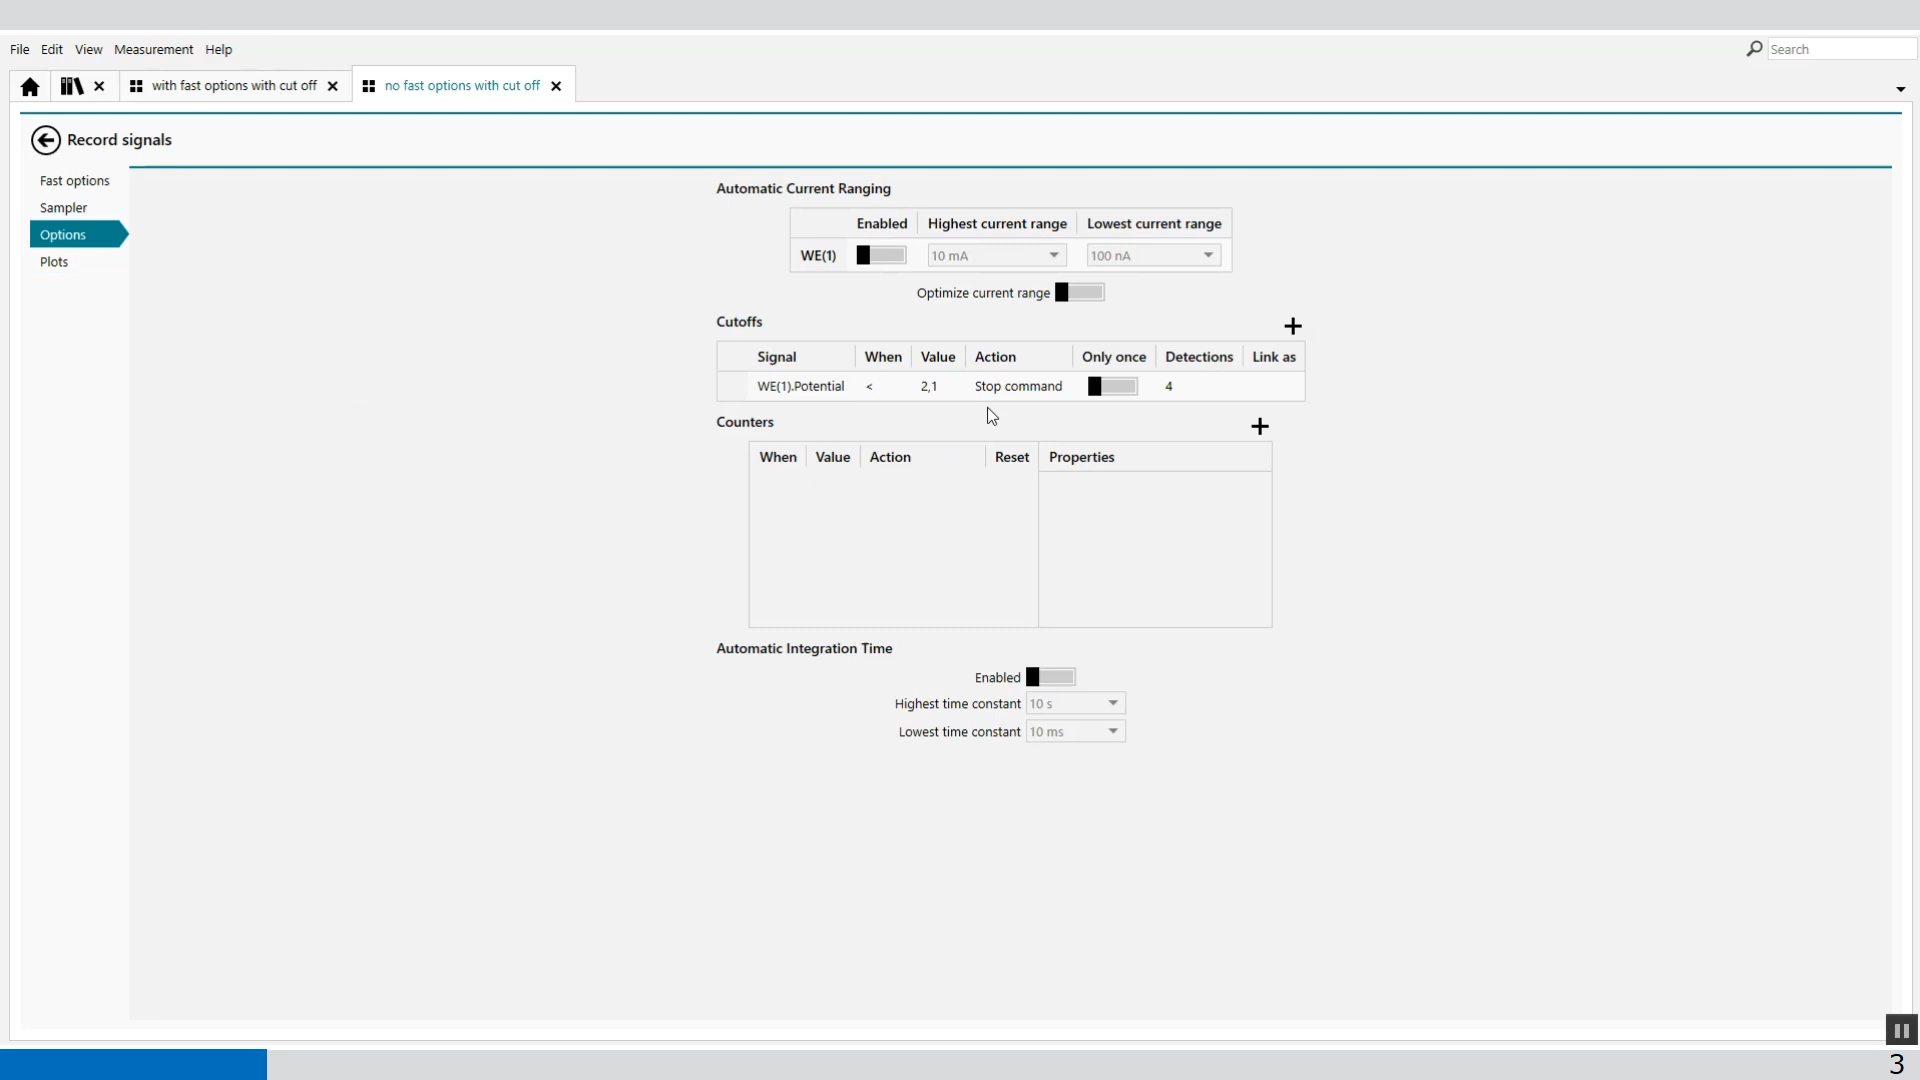 File Edit View Measurement Help
Search
with fast options with cut off
no fast options with cut off
Record signals
Fast options
Sampler
Options
Plots
Automatic Current Ranging
Enabled Highest current range Lowest current range
WE(1) 10 mA 100 nA
Optimize current range
Cutoffs
Signal When Value Action Only once Detections Link as
WE(1).Potential < 2,1 Stop command 4
Counters
When Value Action Reset Properties
Automatic Integration Time
Enabled
Highest time constant 10 s
Lowest time constant 10 ms
3